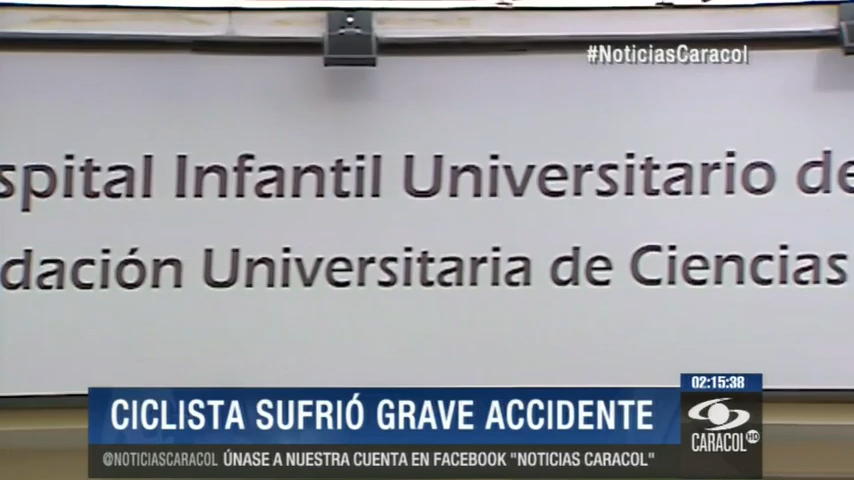 #NoticiasCaracol
spital Infantil Universitario de
dación Universitaria de Ciencias
02:15:38
CICLISTA SUFRIÓ GRAVE ACCIDENTE
@NOTICIASCARACOL ÚNASE A NUESTRA CUENTA EN FACEBOOK "NOTICIAS CARACOL"
CARACOL HD